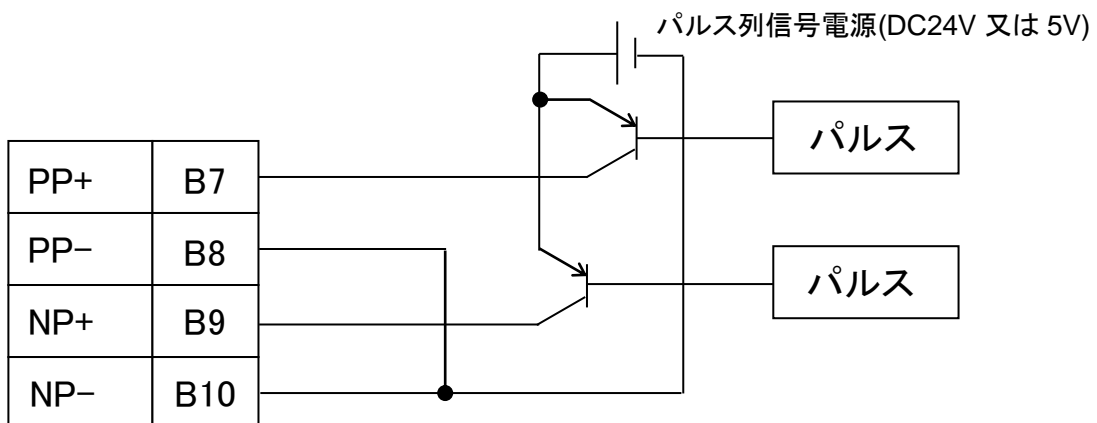 パルス列信号電源(DC24V 又は 5V)
パルス
PP+ B7
PP− B8
パルス
NP+ B9
NP− B10